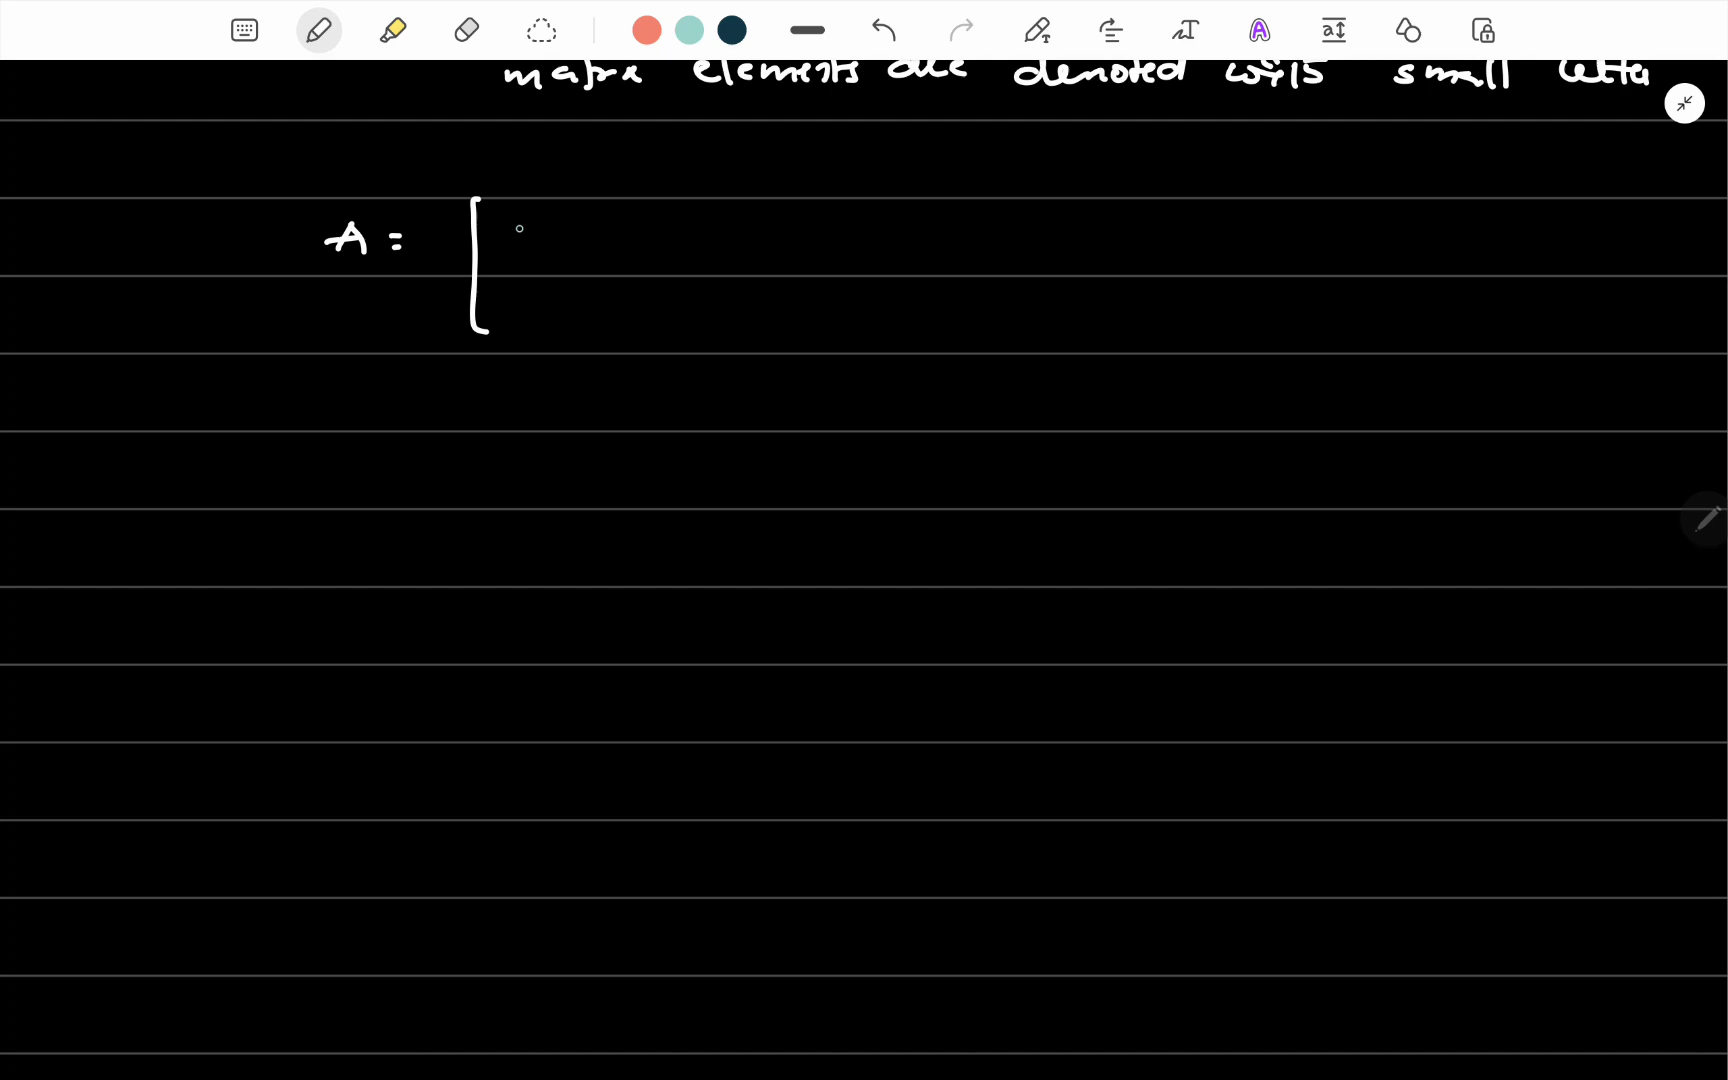 matrix elements are denoted with small letter
A = [